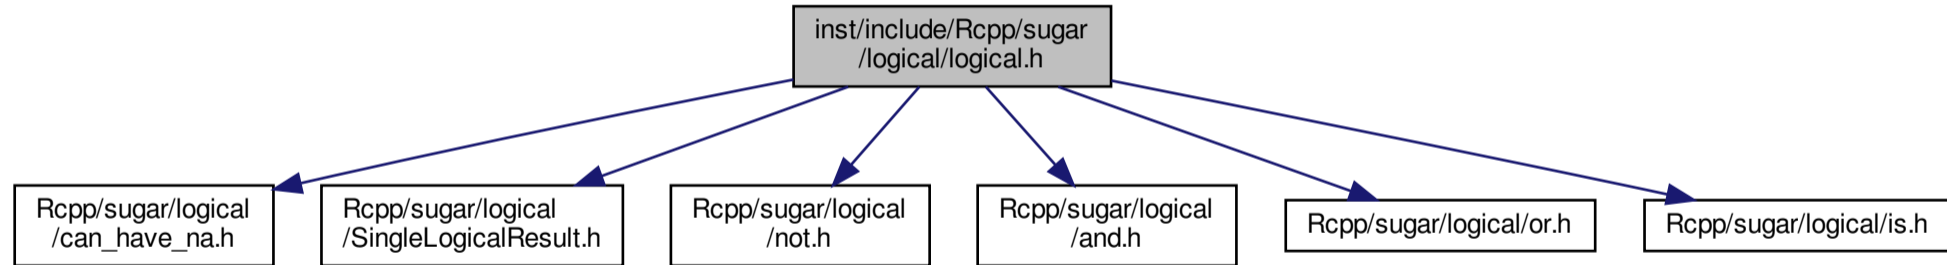 inst/include/Rcpp/sugar
/logical/logical.h
Rcpp/sugar/logical
/can_have_na.h
Rcpp/sugar/logical
/SingleLogicalResult.h
Rcpp/sugar/logical
/not.h
Rcpp/sugar/logical
/and.h
Rcpp/sugar/logical/or.h
Rcpp/sugar/logical/is.h